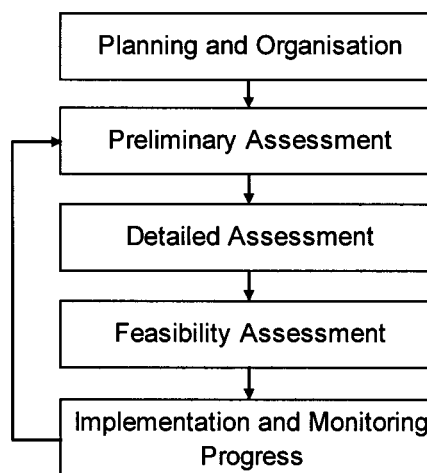 Planning and Organisation
Preliminary Assessment
Detailed Assessment
Feasibility Assessment
Implementation and Monitoring
Progress